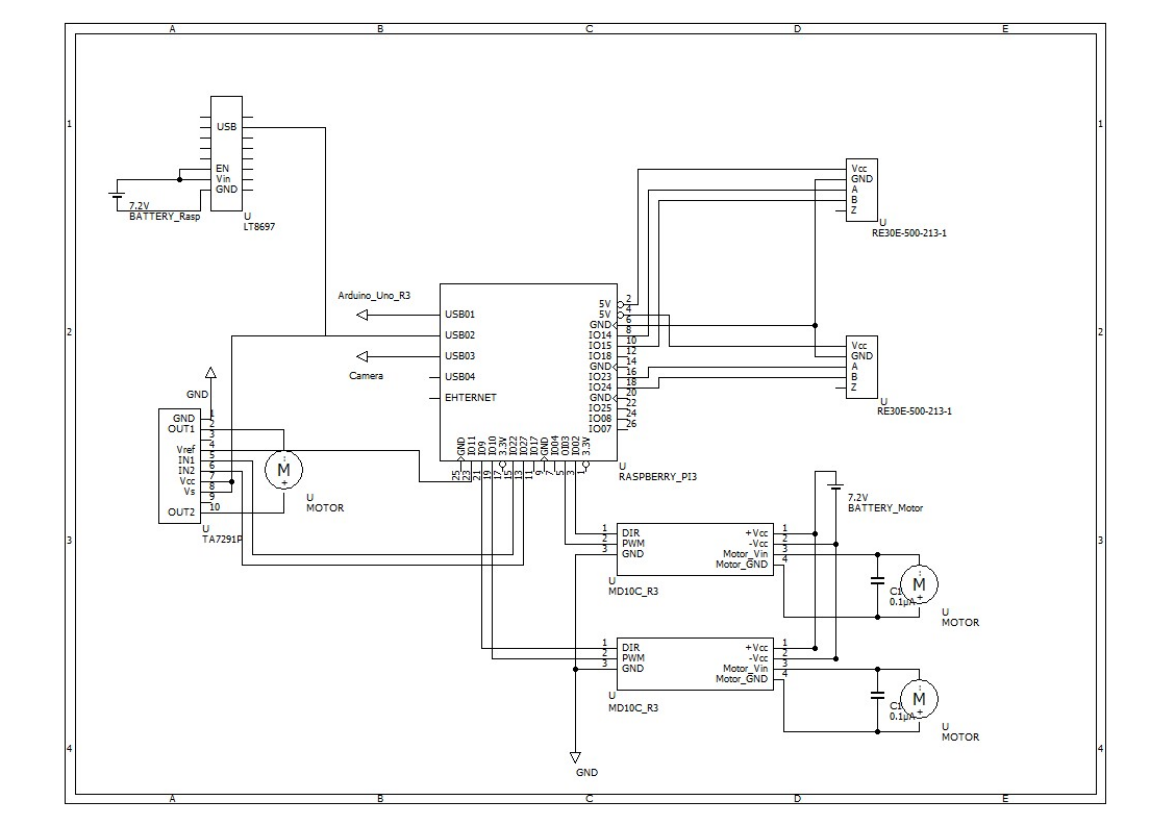 A B C D E
1
1
USB
EN
Vin
GND
7.2V
BATTERY_Rasp
U
LT8697
Vcc
GND
A
B
Z
U
RE30E-500-213-1
Arduino_Uno_R3
Camera
USB01
USB02
USB03
USB04
EHTERNET
5V 2
5V 4
GND 6
IO14 8
IO15 10
IO18 12
GND 14
IO23 16
IO24 18
GND 20
IO25 22
IO08 24
IO07 26
GND IO11 IO9 IO10 3.3V IO22 IO27 IO17 GND IO04 IO03 IO02 3.3V
25 23 21 19 17 15 13 11 9 7 5 3 1
U
RASPBERRY_PI3
2
2
Vcc
GND
A
B
Z
U
RE30E-500-213-1
GND
GND 1
OUT1 2
3
Vref 4
IN1 5
IN2 6
Vcc 7
Vs 8
9
OUT2 10
U
TA7291P
M
+
U
MOTOR
7.2V
BATTERY_Motor
3
3
1 DIR +Vcc 1
2 PWM -Vcc 2
3 GND Motor_Vin 3
Motor_GND 4
U
MD10C_R3
C1
0.1μA
M
+
U
MOTOR
1 DIR +Vcc 1
2 PWM -Vcc 2
3 GND Motor_Vin 3
Motor_GND 4
U
MD10C_R3
C1
0.1μA
M
+
U
MOTOR
4
4
GND
A B C D E